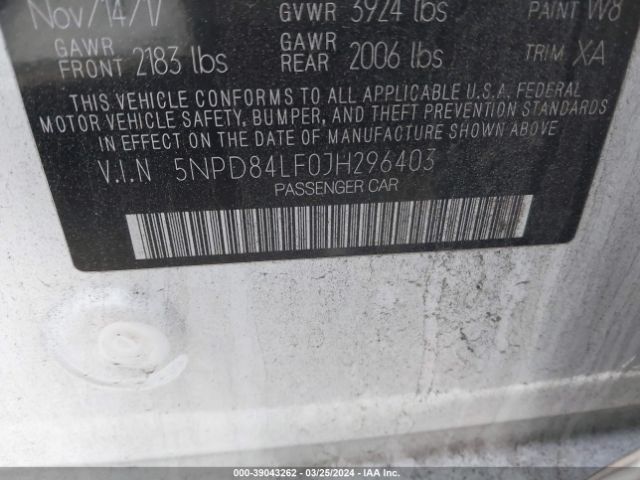 Nov/14/17 GVWR 3924 lbs PAINT W8
GAWR FRONT 2183 lbs GAWR REAR 2006 lbs TRIM XA
THIS VEHICLE CONFORMS TO ALL APPLICABLE U.S.A. FEDERAL
MOTOR VEHICLE SAFETY, BUMPER, AND THEFT PREVENTION STANDARDS
IN EFFECT ON THE DATE OF MANUFACTURE SHOWN ABOVE
V.I.N 5NPD84LF0JH296403
PASSENGER CAR
000-39043262 - 03/25/2024 - IAA Inc.